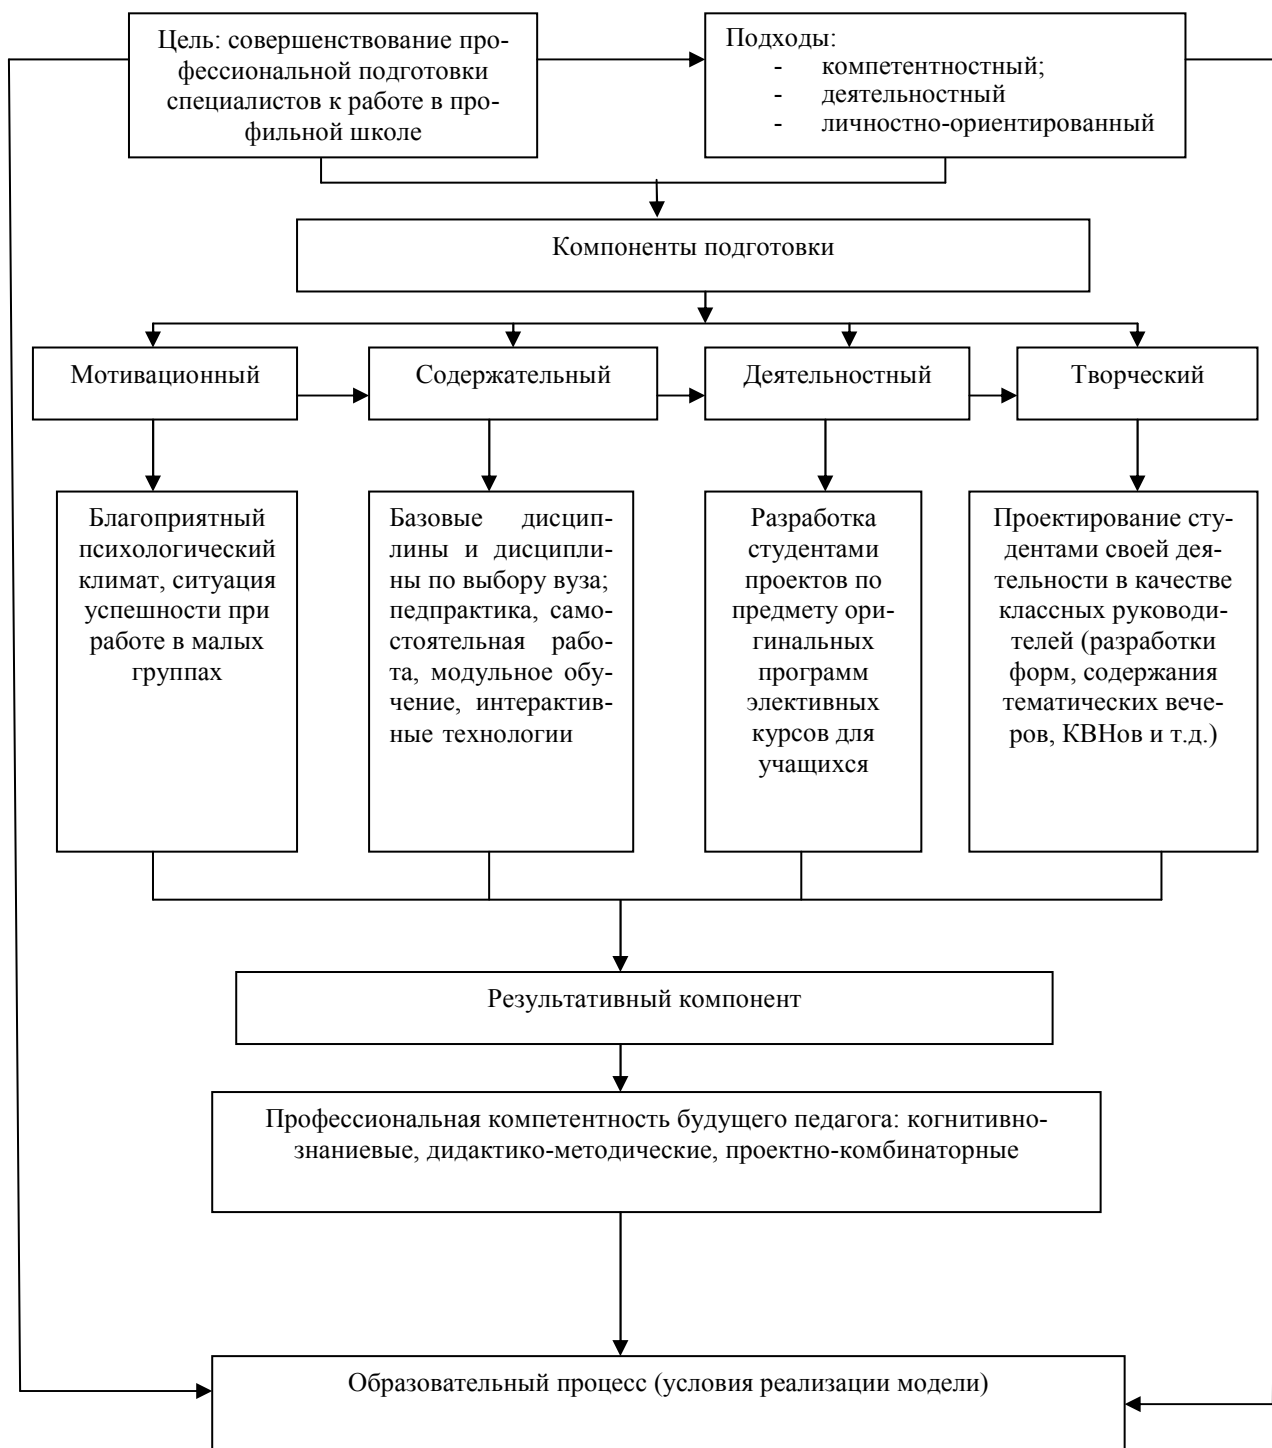 Цель: совершенствование про-
фессиональной подготовки
специалистов к работе в про-
фильной школе
Подходы:
- компетентностный;
- деятельностный
- личностно-ориентированный
Компоненты подготовки
Мотивационный
Содержательный
Деятельностный
Творческий
Благоприятный
психологический
климат, ситуация
успешности при
работе в малых
группах
Базовые дисцип-
лины и дисципли-
ны по выбору вуза;
педпрактика, само-
стоятельная рабо-
та, модульное обу-
чение, интерактив-
ные технологии
Разработка
студентами
проектов по
предмету ори-
гинальных
программ
элективных
курсов для
учащихся
Проектирование сту-
дентами своей дея-
тельности в качестве
классных руководи-
телей (разработки
форм, содержания
тематических вече-
ров, КВНов и т.д.)
Результативный компонент
Профессиональная компетентность будущего педагога: когнитивно-
знаниевые, дидактико-методические, проектно-комбинаторные
Образовательный процесс (условия реализации модели)